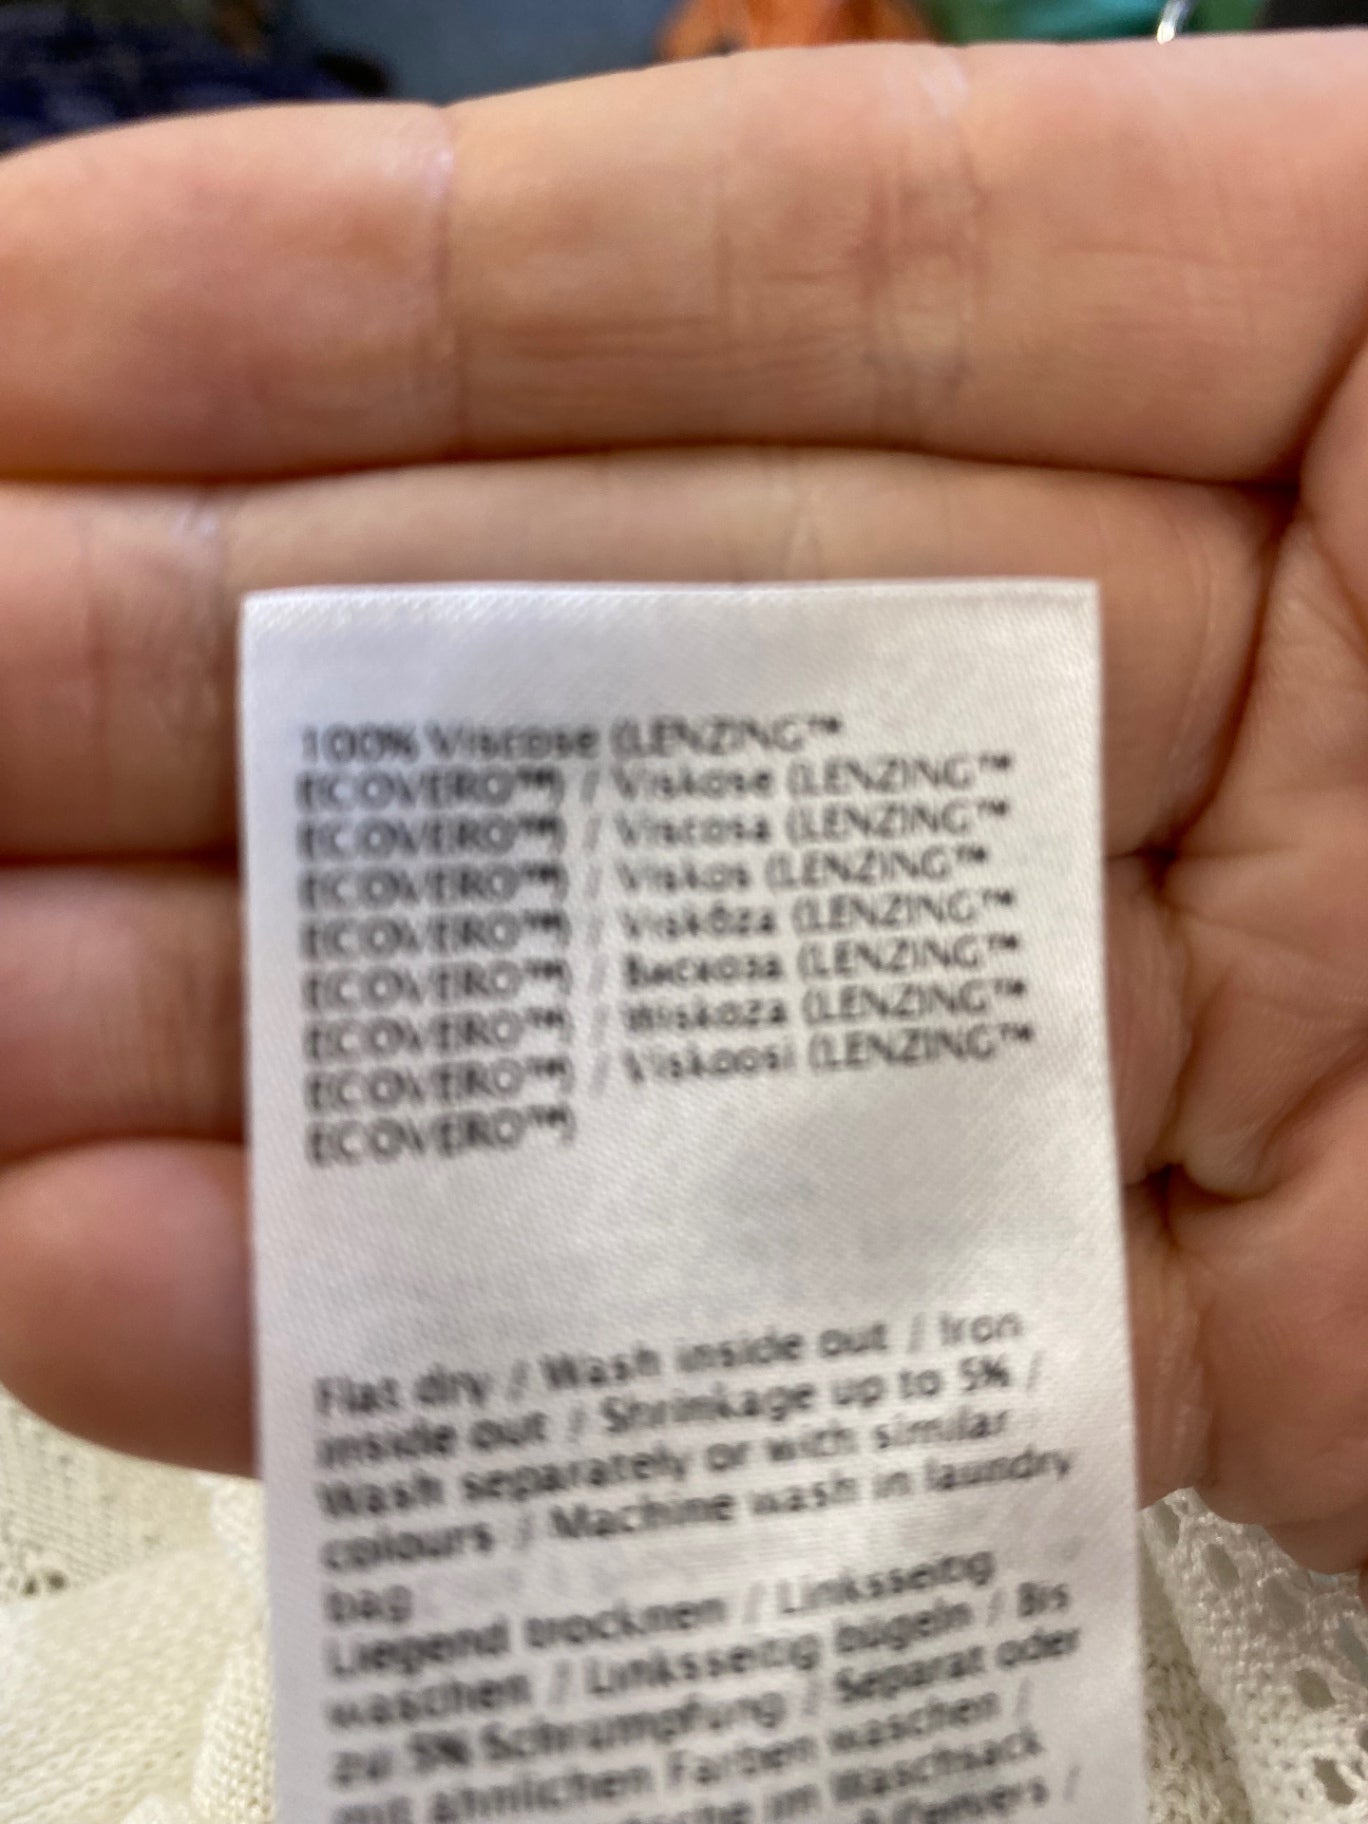 100% Viscose (LENZING™
ECOVERO™) / Viskose (LENZING™
ECOVERO™) / Viscosa (LENZING™
ECOVERO™) / Viskos (LENZING™
ECOVERO™) / Viskóza (LENZING™
ECOVERO™) / Вискоза (LENZING™
ECOVERO™) / Wiskoza (LENZING™
ECOVERO™) / Viskoosi (LENZING™
ECOVERO™)
Flat dry / Wash inside out / Iron
inside out / Shrinkage up to 5% /
Wash separately or with similar
colours / Machine wash in laundry
bag
Liegend trocknen / Linksseitig
waschen / Linksseitig bügeln / Bis
zu 5% Schrumpfung / Separat oder
mit ähnlichen Farben waschen /
im Waschsack